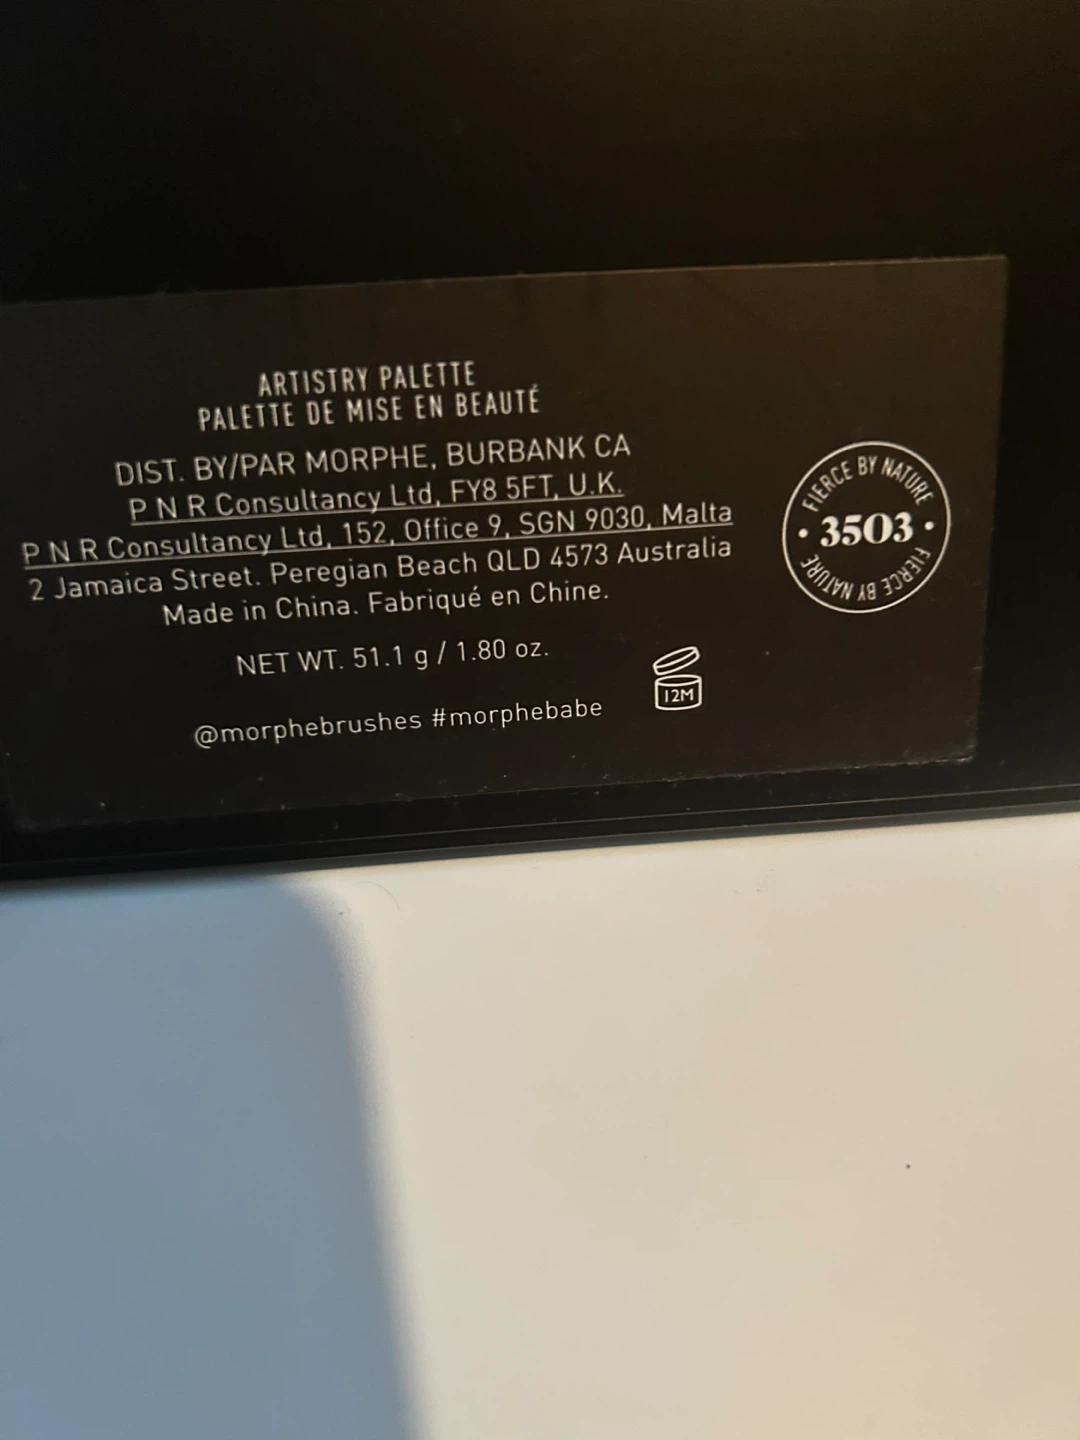 ARTISTRY PALETTE
PALETTE DE MISE EN BEAUTÉ
DIST. BY/PAR MORPHE, BURBANK CA
P N R Consultancy Ltd, FY8 5FT, U.K.
P N R Consultancy Ltd, 152, Office 9, SGN 9030, Malta
2 Jamaica Street. Peregian Beach QLD 4573 Australia
Made in China. Fabriqué en Chine.
NET WT. 51.1 g / 1.80 oz.
@morphebrushes #morphebabe
12M
FIERCE BY NATURE
• 3503 •
FIERCE BY NATURE